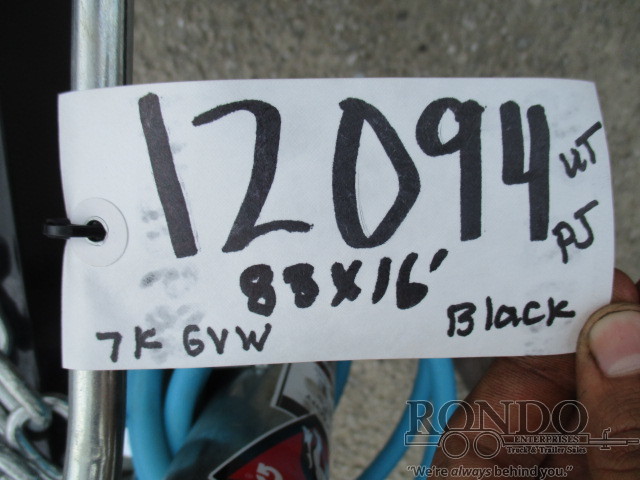 12094
UT
PJ
83X16'
7K GVW
Black
RONDO
ENTERPRISES
Truck & Trailer Sales
"We're always behind you."